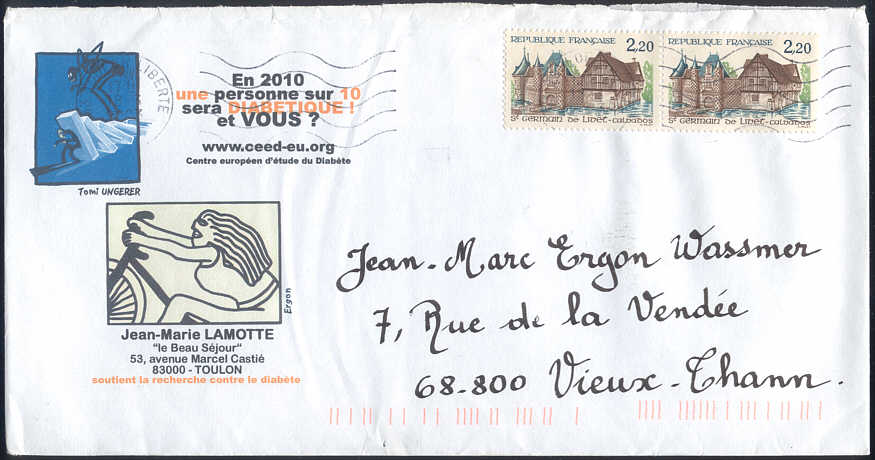 En 2010
une personne sur 10
sera DIABETIQUE !
et VOUS ?
www.ceed-eu.org
Centre européen d'étude du Diabète
Tomi UNGERER
LIBERTE
REPUBLIQUE FRANÇAISE
2,20
St GERMAIN DE LIVET - CALVADOS
REPUBLIQUE FRANÇAISE
2,20
St GERMAIN DE LIVET - CALVADOS
Ergon
Jean-Marie LAMOTTE
"le Beau Séjour"
53, avenue Marcel Castié
83000 - TOULON
soutient la recherche contre le diabète
Jean-Marc Ergon Wassmer
7, Rue de la Vendée
68-800 Vieux-Thann.